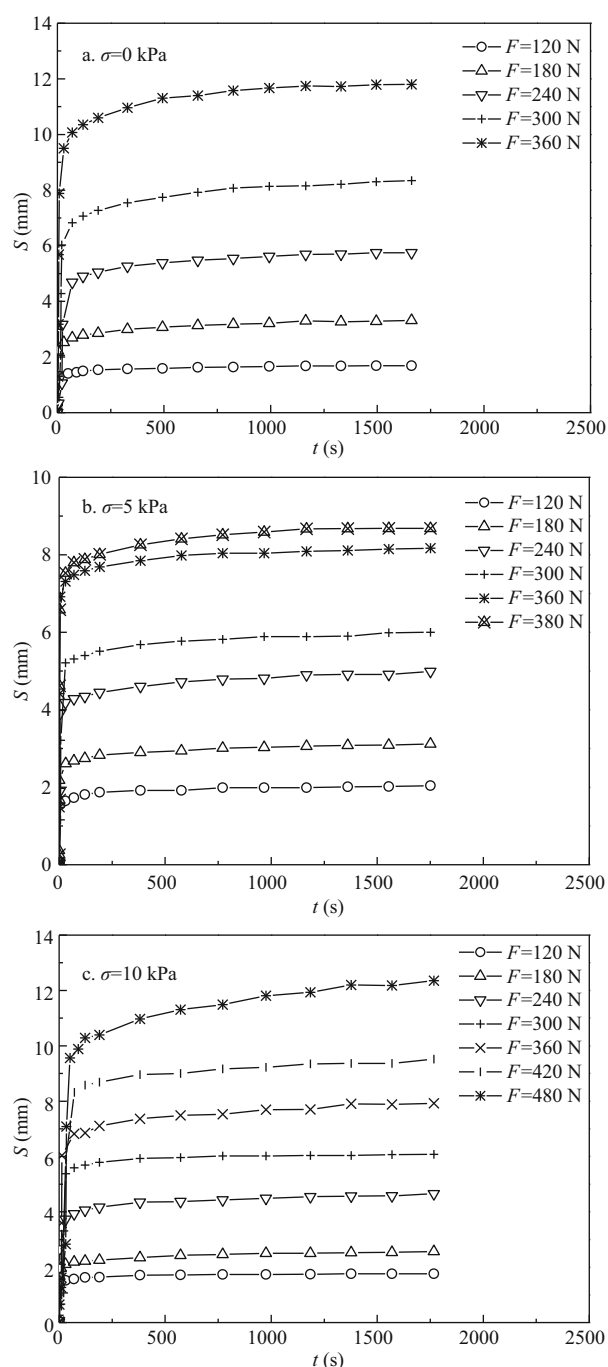 14
12
10
8
6
4
2
0
S (mm)
a. σ=0 kPa
F=120 N
F=180 N
F=240 N
F=300 N
F=360 N
0 500 1000 1500 2000 2500
t (s)
10
8
6
4
2
0
S (mm)
b. σ=5 kPa
F=120 N
F=180 N
F=240 N
F=300 N
F=360 N
F=380 N
0 500 1000 1500 2000 2500
t (s)
14
12
10
8
6
4
2
0
S (mm)
c. σ=10 kPa
F=120 N
F=180 N
F=240 N
F=300 N
F=360 N
F=420 N
F=480 N
0 500 1000 1500 2000 2500
t (s)